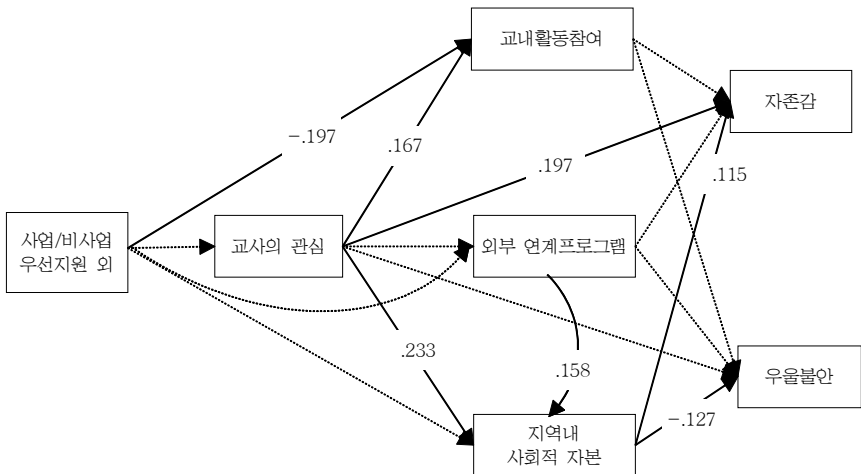 교내활동참여
자존감
-.197
.167
.197
.115
사업/비사업
우선지원 외
교사의 관심
외부 연계프로그램
.233
.158
우울불안
-.127
지역내
사회적 자본